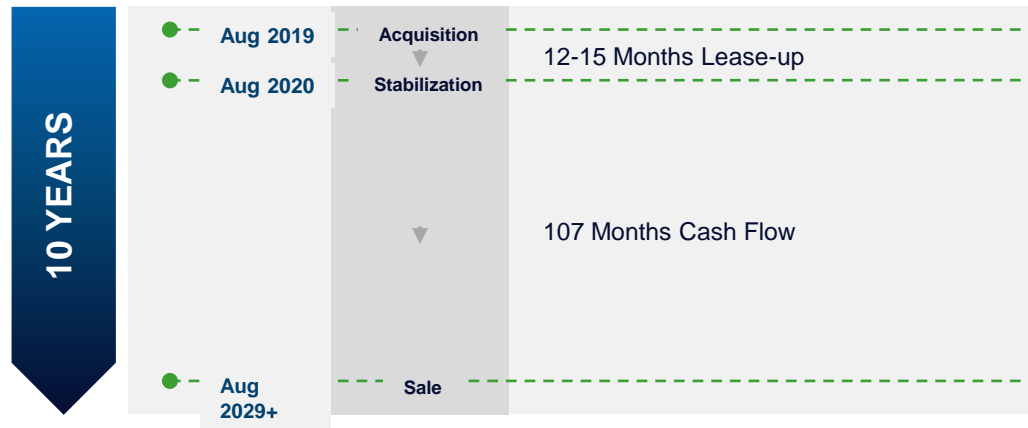 10 YEARS
Aug 2019
Acquisition
12-15 Months Lease-up
Aug 2020
Stabilization
107 Months Cash Flow
Aug
2029+
Sale